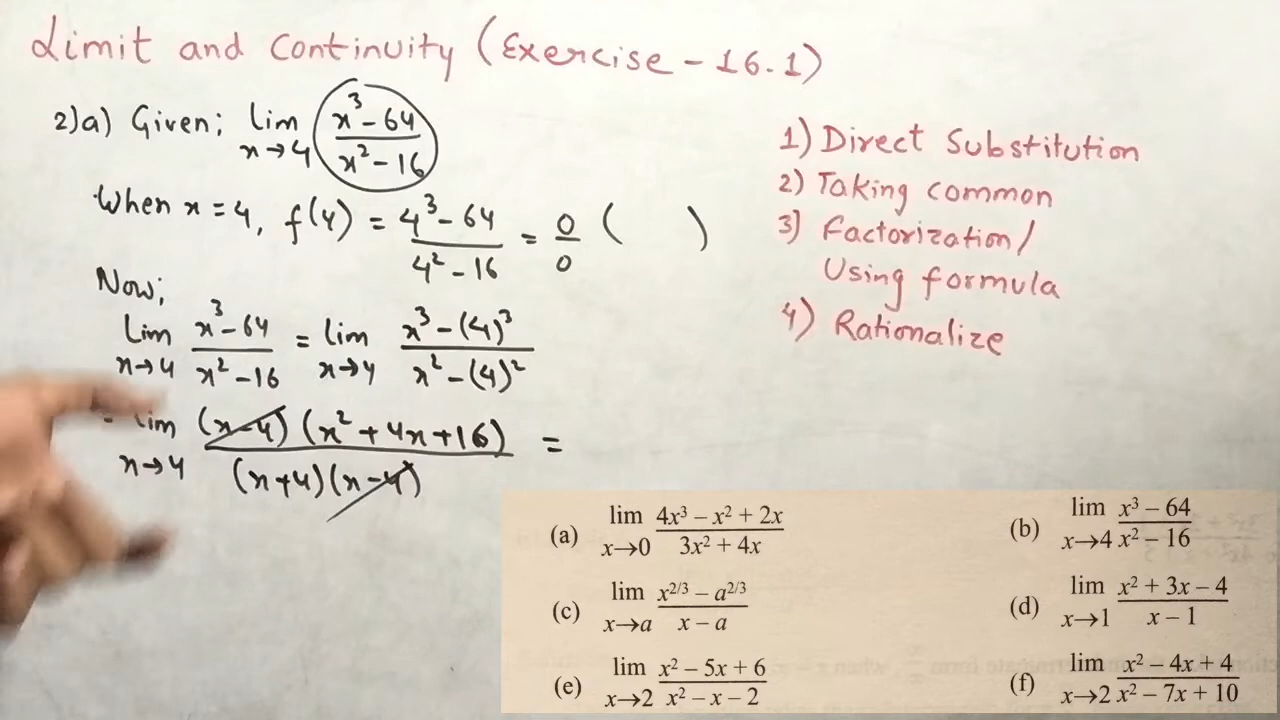 Limit and Continuity (Exercise - 16.1)
2)a) Given; lim x→4 (x³ - 64)/(x² - 16)
When x = 4, f(4) = (4³ - 64)/(4² - 16) = 0/0 ( )
Now;
Lim x→4 (x³ - 64)/(x² - 16) = lim x→4 (x³ - (4)³)/(x² - (4)²)
= lim x→4 (x-4)(x² + 4x + 16)/(x+4)(x-4) =
1) Direct Substitution
2) Taking common
3) Factorization/
Using formula
4) Rationalize
(a) lim x→0 (4x³ – x² + 2x)/(3x² + 4x)
(b) lim x→4 (x³ – 64)/(x² – 16)
(c) lim x→a (x^2/3 – a^2/3)/(x – a)
(d) lim x→1 (x² + 3x – 4)/(x – 1)
(e) lim x→2 (x² – 5x + 6)/(x² – x – 2)
(f) lim x→2 (x² – 4x + 4)/(x² – 7x + 10)